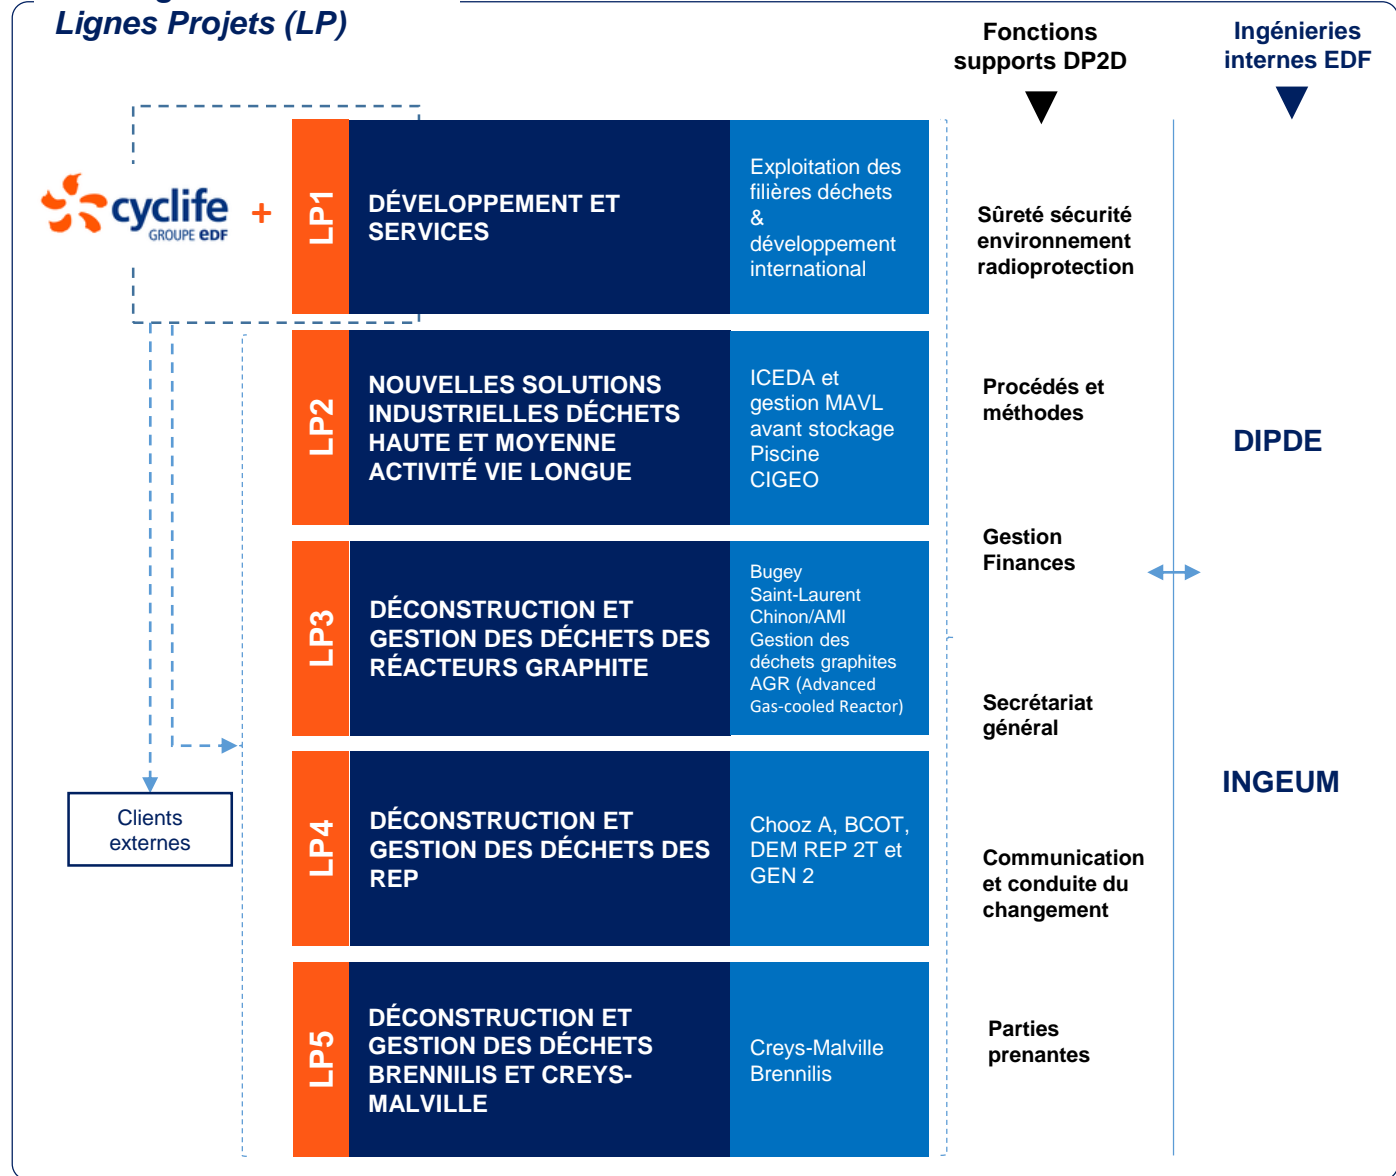 Lignes Projets (LP)
Fonctions
supports DP2D
Ingénieries
internes EDF
cyclife
GROUPE eDF
+
LP1
DÉVELOPPEMENT ET
SERVICES
Exploitation des
filières déchets
&
développement
international
LP2
NOUVELLES SOLUTIONS
INDUSTRIELLES DÉCHETS
HAUTE ET MOYENNE
ACTIVITÉ VIE LONGUE
ICEDA et
gestion MAVL
avant stockage
Piscine
CIGEO
LP3
DÉCONSTRUCTION ET
GESTION DES DÉCHETS DES
RÉACTEURS GRAPHITE
Bugey
Saint-Laurent
Chinon/AMI
Gestion des
déchets graphites
AGR (Advanced
Gas-cooled Reactor)
LP4
DÉCONSTRUCTION ET
GESTION DES DÉCHETS DES
REP
Chooz A, BCOT,
DEM REP 2T et
GEN 2
LP5
DÉCONSTRUCTION ET
GESTION DES DÉCHETS
BRENNILIS ET CREYS-
MALVILLE
Creys-Malville
Brennilis
Clients
externes
Sûreté sécurité
environnement
radioprotection
Procédés et
méthodes
Gestion
Finances
Secrétariat
général
Communication
et conduite du
changement
Parties
prenantes
DIPDE
INGEUM